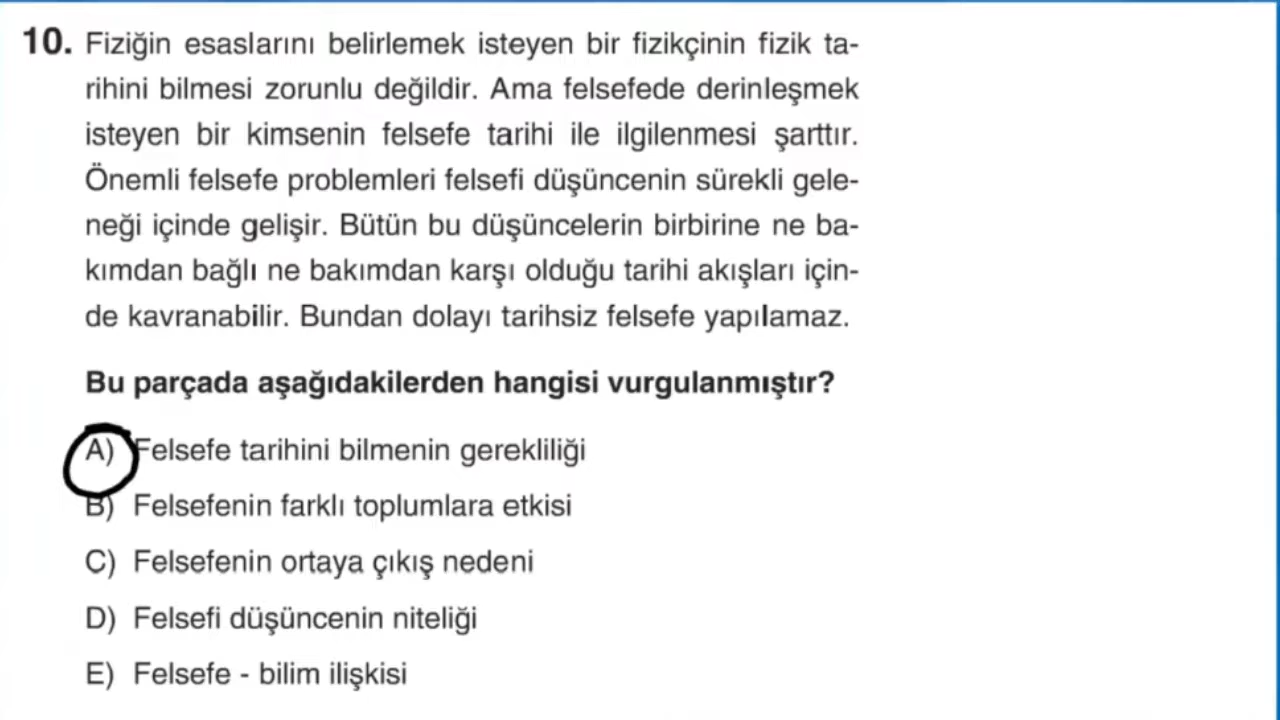 10. Fiziğin esaslarını belirlemek isteyen bir fizikçinin fizik ta-
rihini bilmesi zorunlu değildir. Ama felsefede derinleşmek
isteyen bir kimsenin felsefe tarihi ile ilgilenmesi şarttır.
Önemli felsefe problemleri felsefi düşüncenin sürekli gele-
neği içinde gelişir. Bütün bu düşüncelerin birbirine ne ba-
kımdan bağlı ne bakımdan karşı olduğu tarihi akışları için-
de kavranabilir. Bundan dolayı tarihsiz felsefe yapılamaz.
Bu parçada aşağıdakilerden hangisi vurgulanmıştır?
A) Felsefe tarihini bilmenin gerekliliği
B) Felsefenin farklı toplumlara etkisi
C) Felsefenin ortaya çıkış nedeni
D) Felsefi düşüncenin niteliği
E) Felsefe - bilim ilişkisi